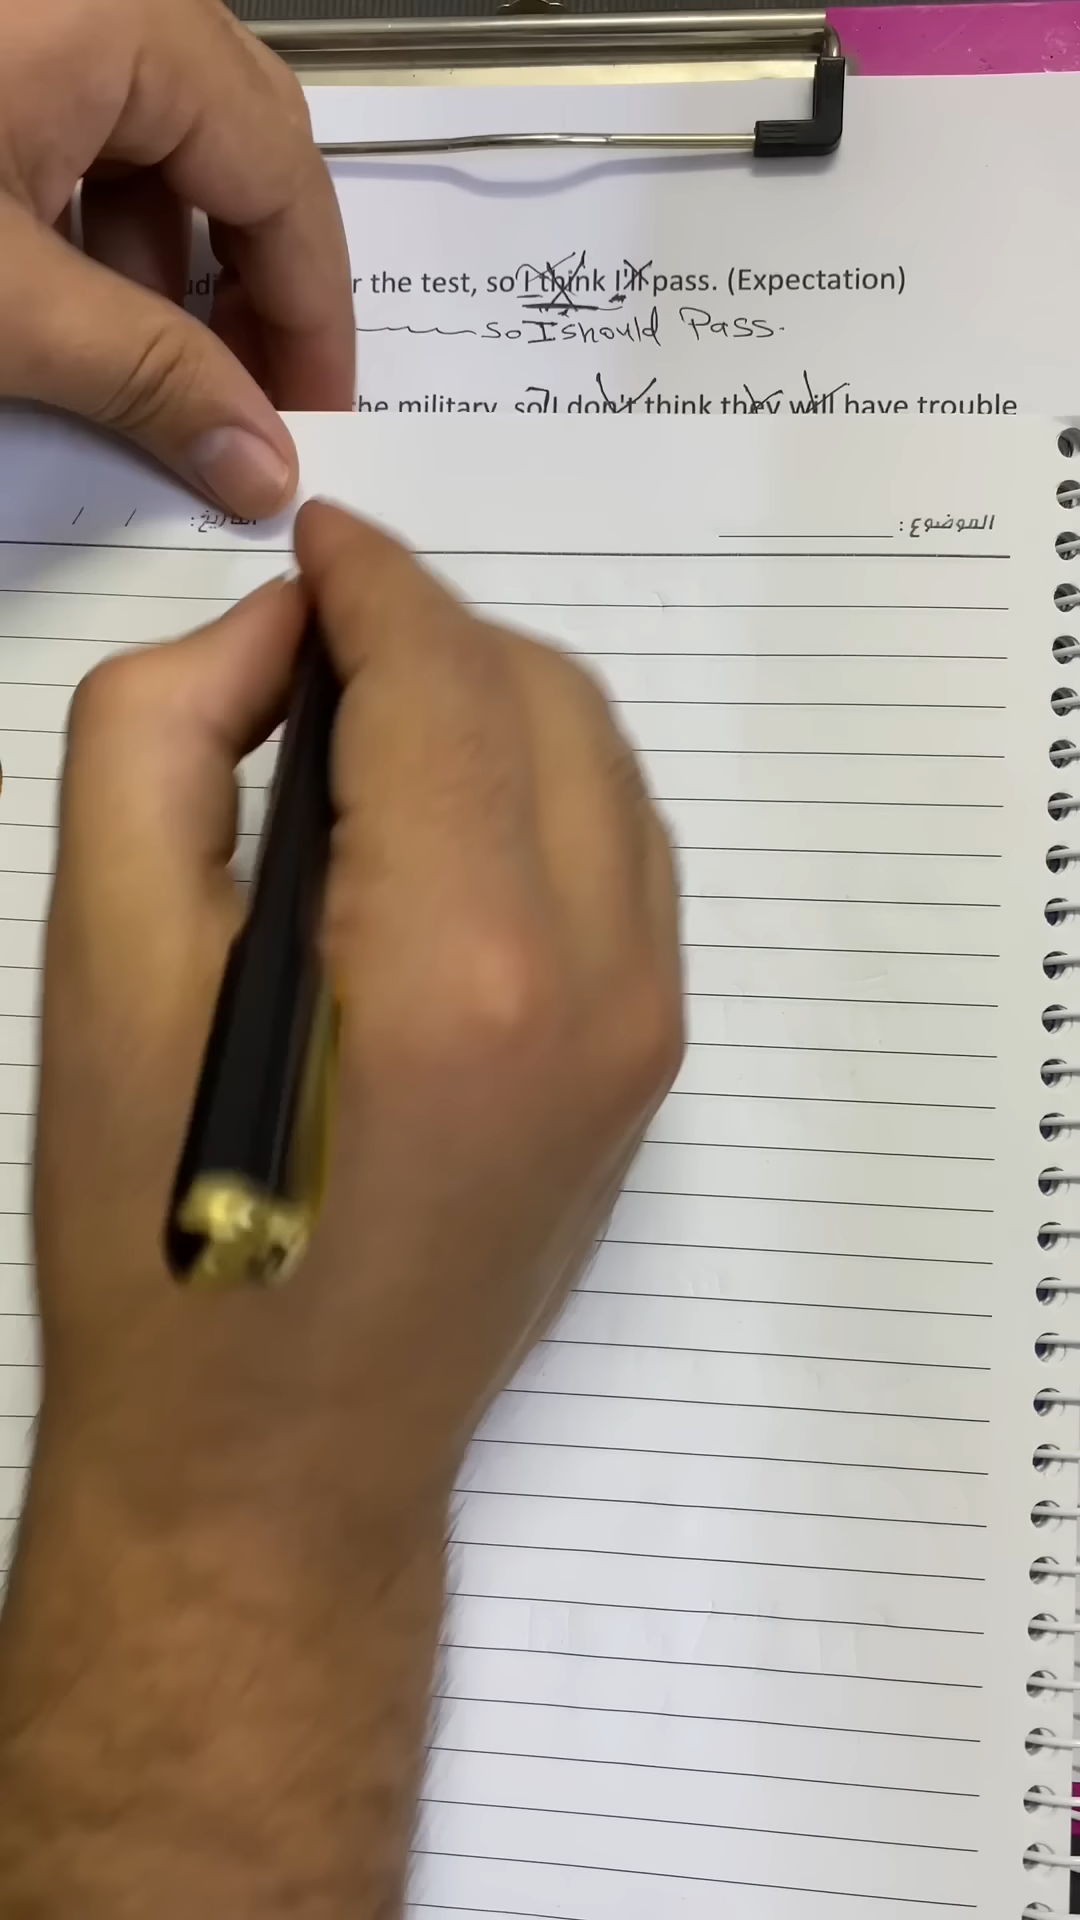 r the test, so I think I'll pass. (Expectation)
so I should Pass.
the military, so I don't think they will have trouble
الموضوع: التاريخ: / /